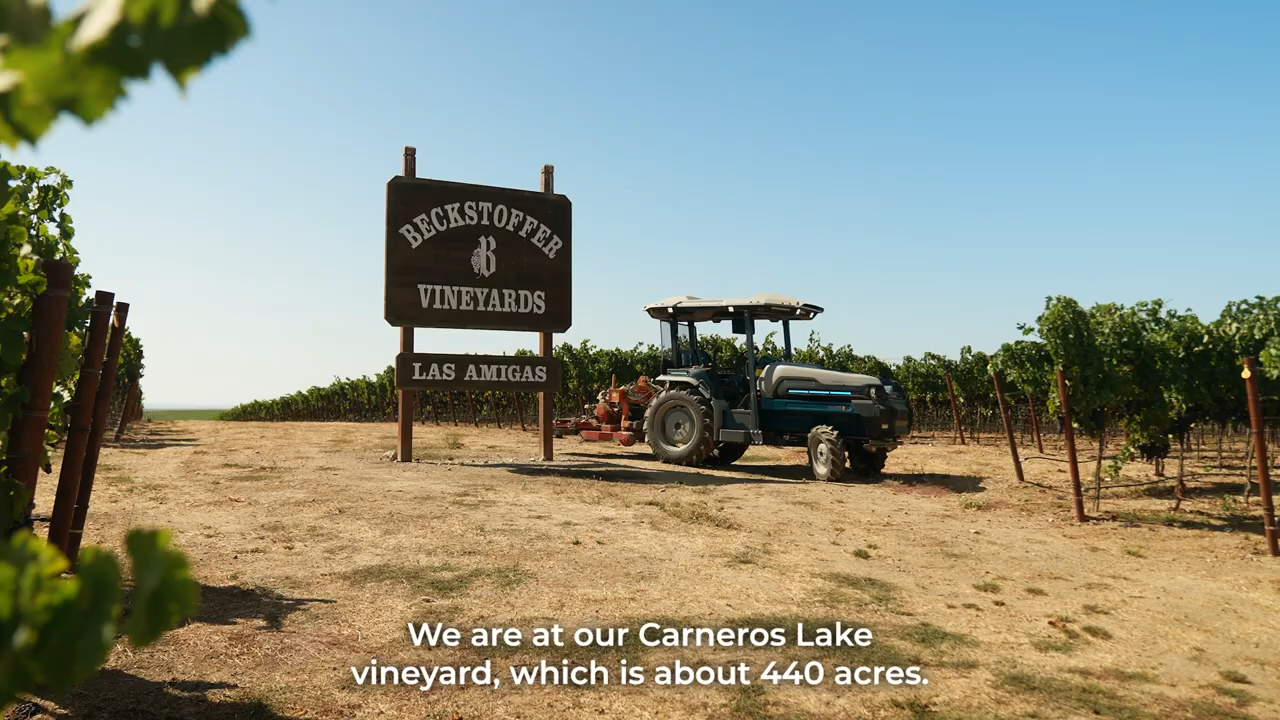 BECKSTOFFER
B
VINEYARDS
LAS AMIGAS
We are at our Carneros Lake
vineyard, which is about 440 acres.